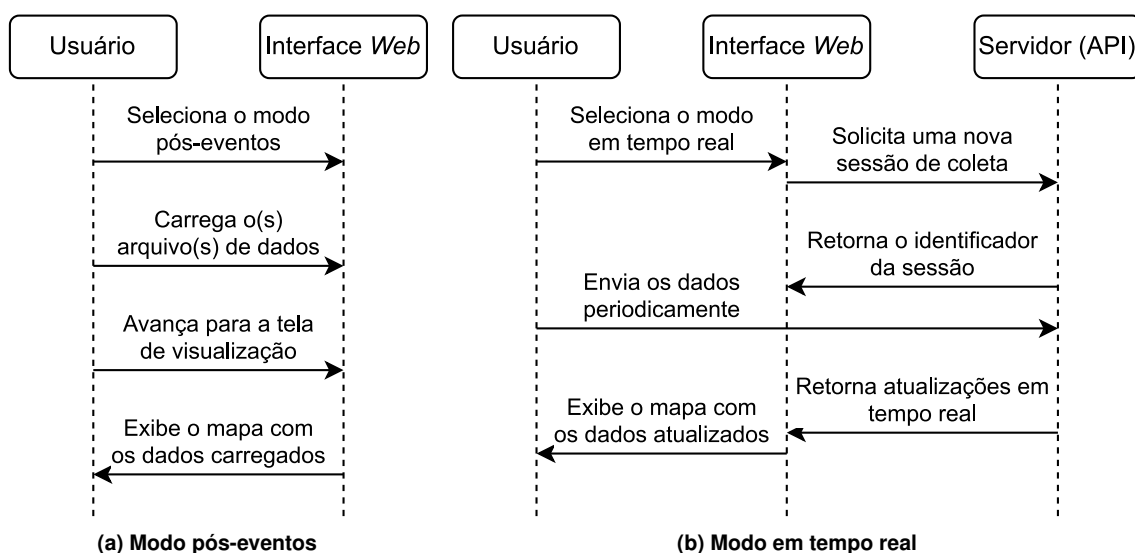 Usuário
Interface Web
Seleciona o modo
pós-eventos
Carrega o(s)
arquivo(s) de dados
Avança para a tela
de visualização
Exibe o mapa com
os dados carregados
(a) Modo pós-eventos
Usuário
Interface Web
Servidor (API)
Seleciona o modo
em tempo real
Solicita uma nova
sessão de coleta
Retorna o identificador
da sessão
Envia os dados
periodicamente
Retorna atualizações em
tempo real
Exibe o mapa com
os dados atualizados
(b) Modo em tempo real